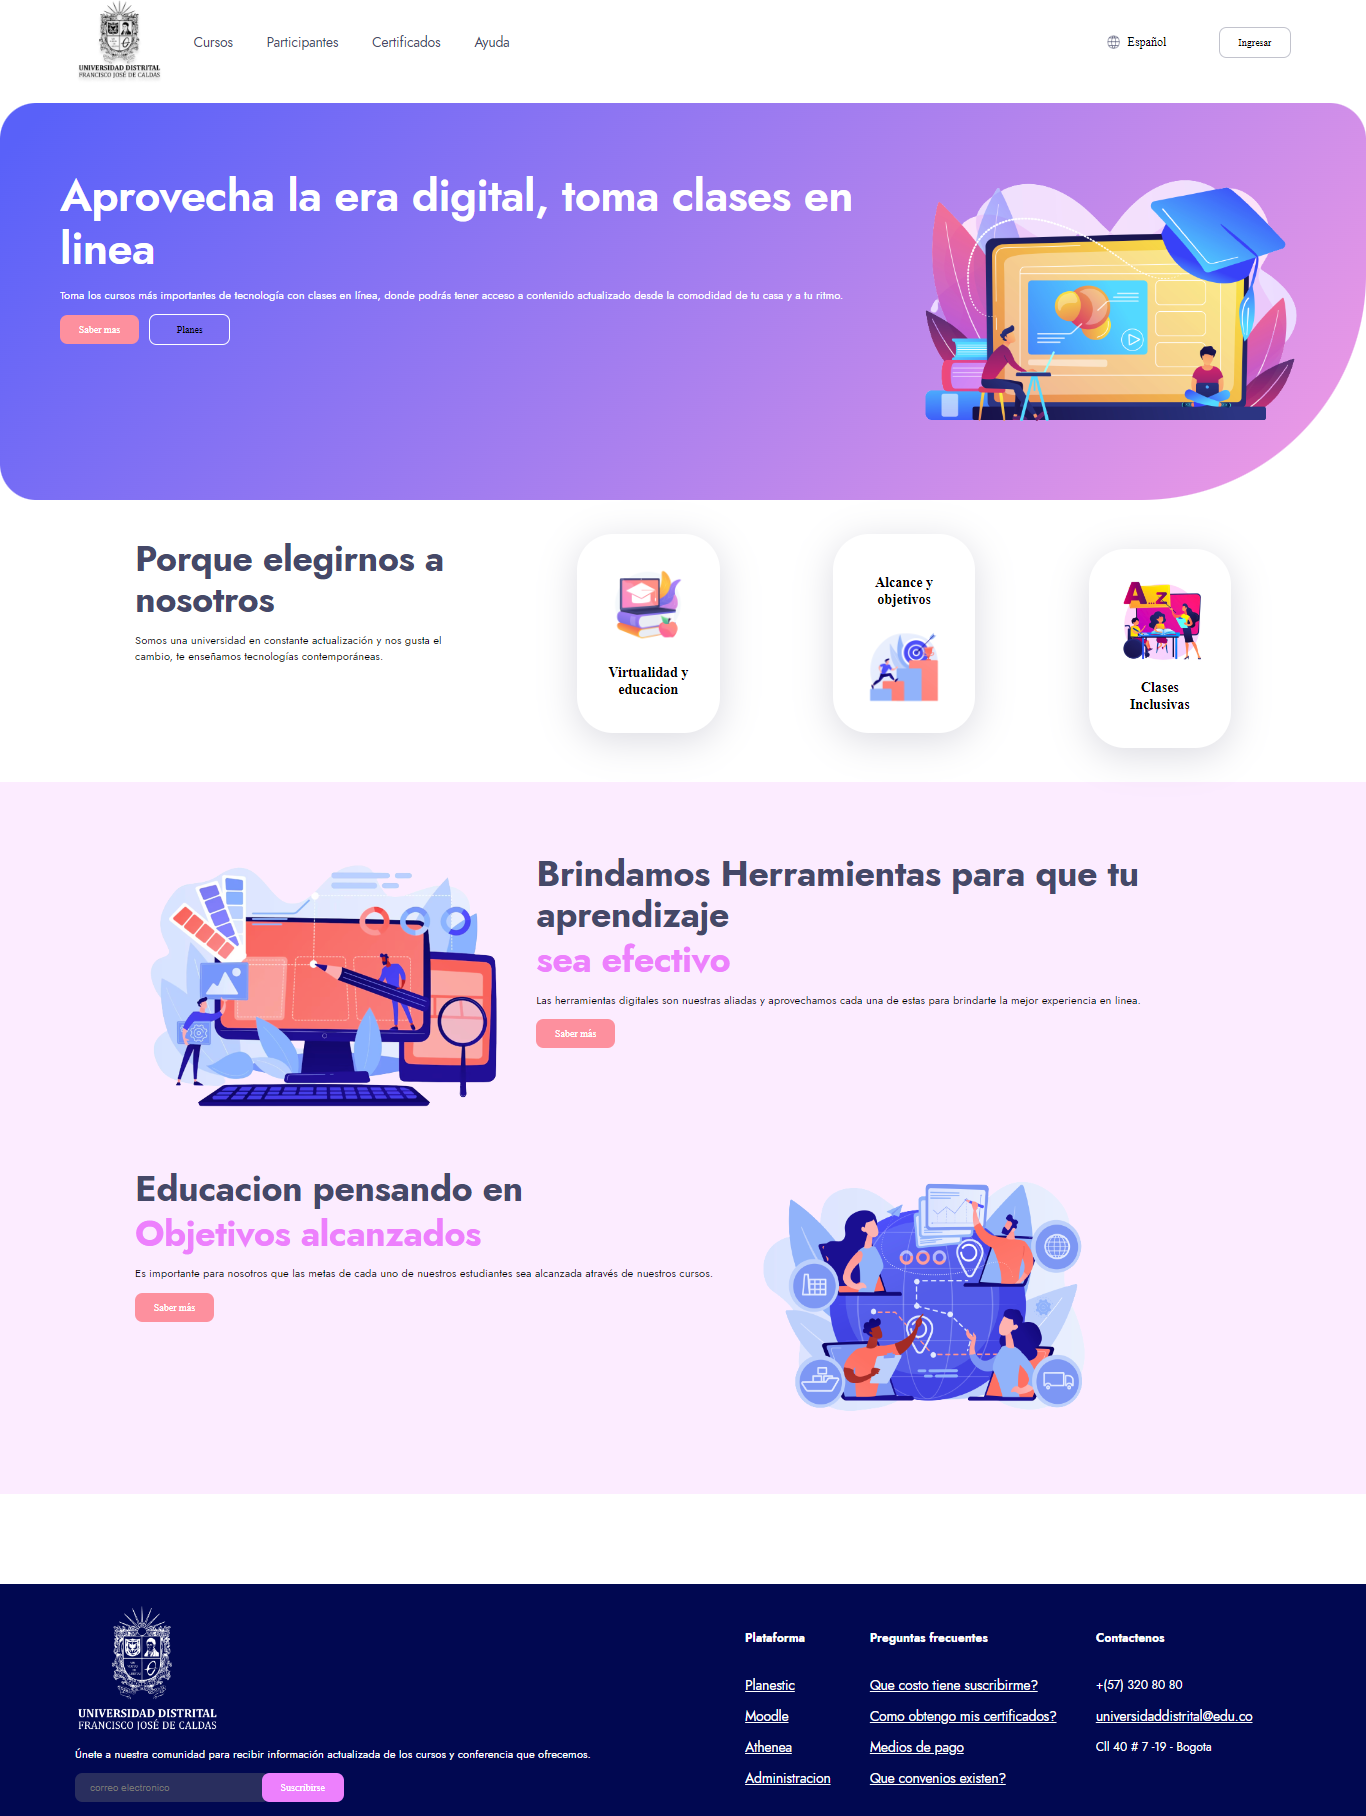 UNIVERSIDAD DISTRITAL
FRANCISCO JOSÉ DE CALDAS
Cursos
Participantes
Certificados
Ayuda
Español
Ingresar
Aprovecha la era digital, toma clases en
linea
Toma los cursos más importantes de tecnología con clases en línea, donde podrás tener acceso a contenido actualizado desde la comodidad de tu casa y a tu ritmo.
Saber mas
Planes
Porque elegirnos a
nosotros
Somos una universidad en constante actualización y nos gusta el
cambio, te enseñamos tecnologías contemporáneas.
Virtualidad y
educacion
Alcance y
objetivos
A...z
Clases
Inclusivas
Brindamos Herramientas para que tu
aprendizaje
sea efectivo
Las herramientas digitales son nuestras aliadas y aprovechamos cada una de estas para brindarte la mejor experiencia en linea.
Saber más
Educacion pensando en
Objetivos alcanzados
Es importante para nosotros que las metas de cada uno de nuestros estudiantes sea alcanzada através de nuestros cursos.
Saber más
UNIVERSIDAD DISTRITAL
FRANCISCO JOSÉ DE CALDAS
Únete a nuestra comunidad para recibir información actualizada de los cursos y conferencia que ofrecemos.
correo electronico
Suscribirse
Plataforma
Planestic
Moodle
Athenea
Administracion
Preguntas frecuentes
Que costo tiene suscribirme?
Como obtengo mis certificados?
Medios de pago
Que convenios existen?
Contactenos
+(57) 320 80 80
universidaddistrital@edu.co
Cll 40 # 7 -19 - Bogota